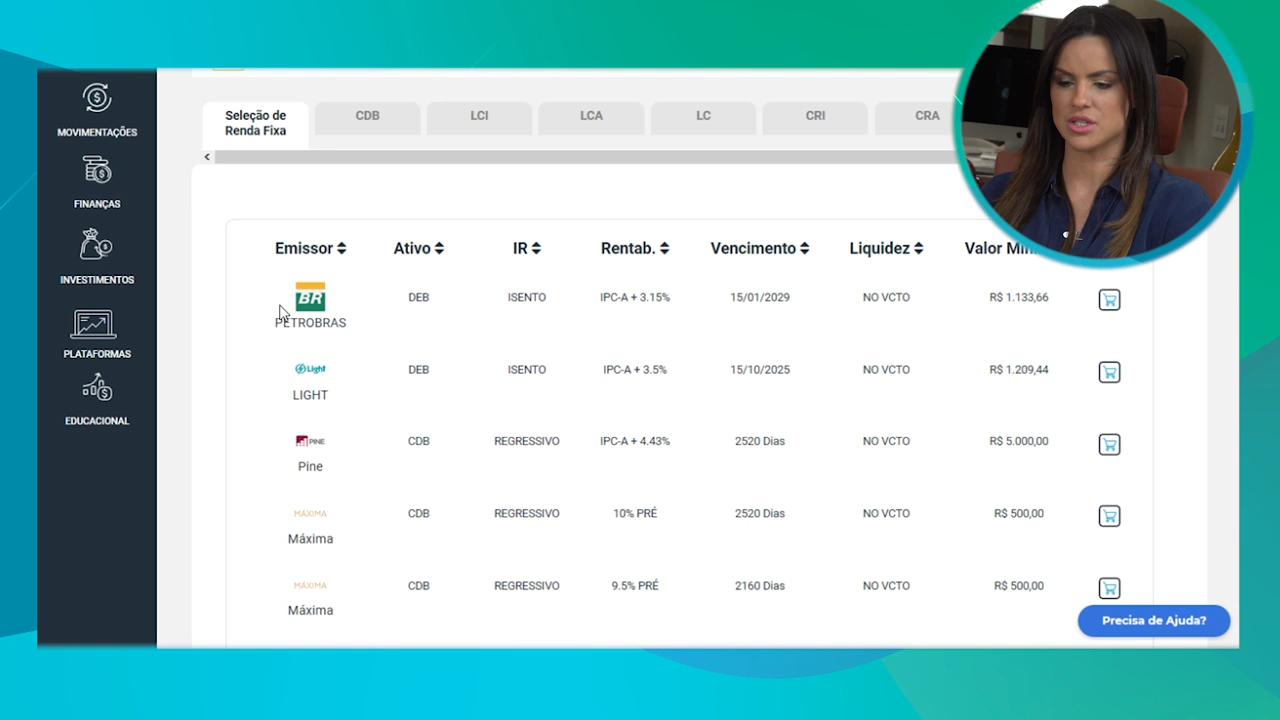 MOVIMENTAÇÕES
FINANÇAS
INVESTIMENTOS
PLATAFORMAS
EDUCACIONAL
Seleção de
Renda Fixa
CDB
LCI
LCA
LC
CRI
CRA
Emissor Ativo IR Rentab. Vencimento Liquidez Valor
BR
PETROBRAS DEB ISENTO IPC-A + 3.15% 15/01/2029 NO VCTO R$ 1.133,66
Light
LIGHT DEB ISENTO IPC-A + 3.5% 15/10/2025 NO VCTO R$ 1.209,44
PINE
Pine CDB REGRESSIVO IPC-A + 4.43% 2520 Dias NO VCTO R$ 5.000,00
MÁXIMA
Máxima CDB REGRESSIVO 10% PRÉ 2520 Dias NO VCTO R$ 500,00
MÁXIMA
Máxima CDB REGRESSIVO 9.5% PRÉ 2160 Dias NO VCTO R$ 500,00
Precisa de Ajuda?